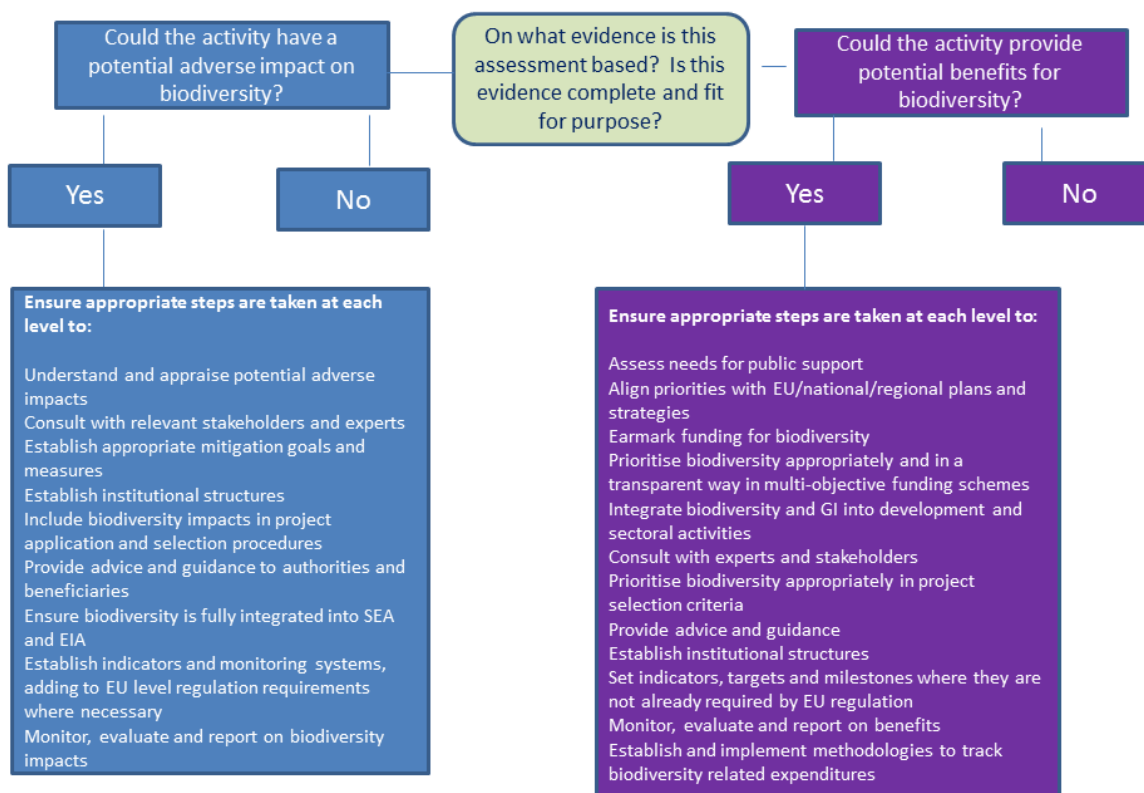 Could the activity have a
potential adverse impact on
biodiversity?
On what evidence is this
assessment based?  Is this
evidence complete and fit
for purpose?
Could the activity provide
potential benefits for
biodiversity?
Yes
No
Yes
No
Ensure appropriate steps are taken at each
level to:
Understand and appraise potential adverse
impacts
Consult with relevant stakeholders and experts
Establish appropriate mitigation goals and
measures
Establish institutional structures
Include biodiversity impacts in project
application and selection procedures
Provide advice and guidance to authorities and
beneficiaries
Ensure biodiversity is fully integrated into SEA
and EIA
Establish indicators and monitoring systems,
adding to EU level regulation requirements
where necessary
Monitor, evaluate and report on biodiversity
impacts
Ensure appropriate steps are taken at each level to:
Assess needs for public support
Align priorities with EU/national/regional plans and
strategies
Earmark funding for biodiversity
Prioritise biodiversity appropriately and in a
transparent way in multi-objective funding schemes
Integrate biodiversity and GI into development and
sectoral activities
Consult with experts and stakeholders
Prioritise biodiversity appropriately in project
selection criteria
Provide advice and guidance
Establish institutional structures
Set indicators, targets and milestones where they are
not already required by EU regulation
Monitor, evaluate and report on benefits
Establish and implement methodologies to track
biodiversity related expenditures